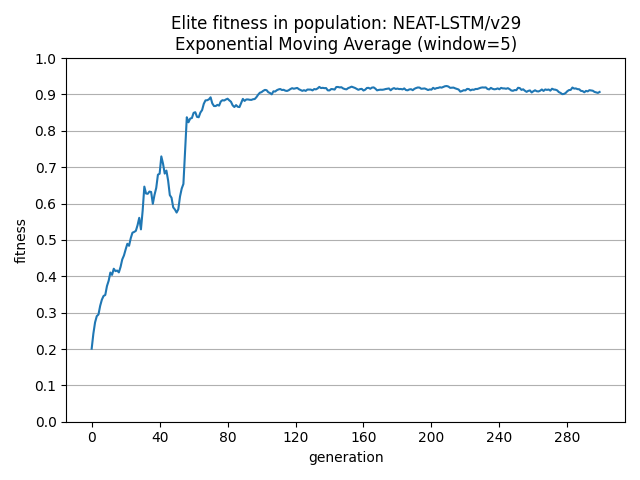 Elite fitness in population: NEAT-LSTM/v29
Exponential Moving Average (window=5)
1.0
0.9
0.8
0.7
0.6
0.5
0.4
0.3
0.2
0.1
0.0
fitness
0 40 80 120 160 200 240 280
generation